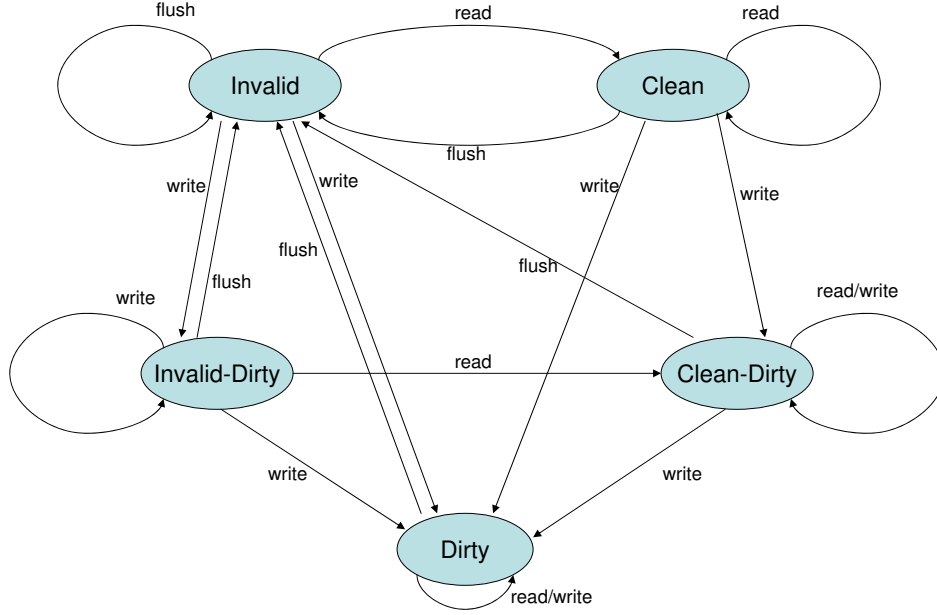 flush
read
read
Invalid
Clean
flush
write
write
write
write
flush
flush
flush
write
read/write
Invalid-Dirty
read
Clean-Dirty
write
write
Dirty
read/write